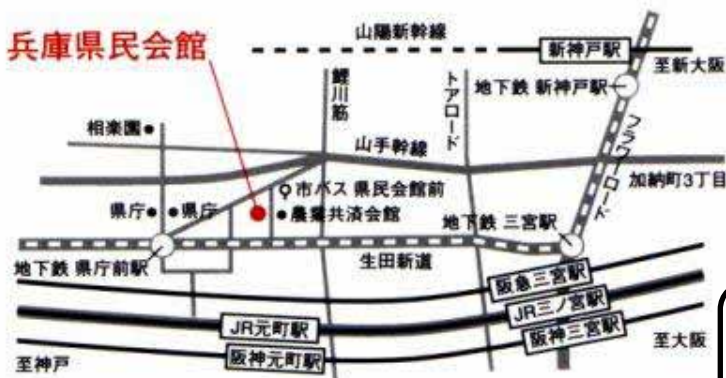 山陽新幹線
兵庫県民会館
新神戸駅
至新大阪
鯉川筋
トアロード
地下鉄 新神戸駅
フラワーロード
相楽園
山手幹線
加納町3丁目
市バス 県民会館前
県庁
県庁
農業共済会館
地下鉄 三宮駅
地下鉄 県庁前駅
生田新道
阪急三宮駅
JR三ノ宮駅
JR元町駅
阪神三宮駅
阪神元町駅
至神戸
至大阪